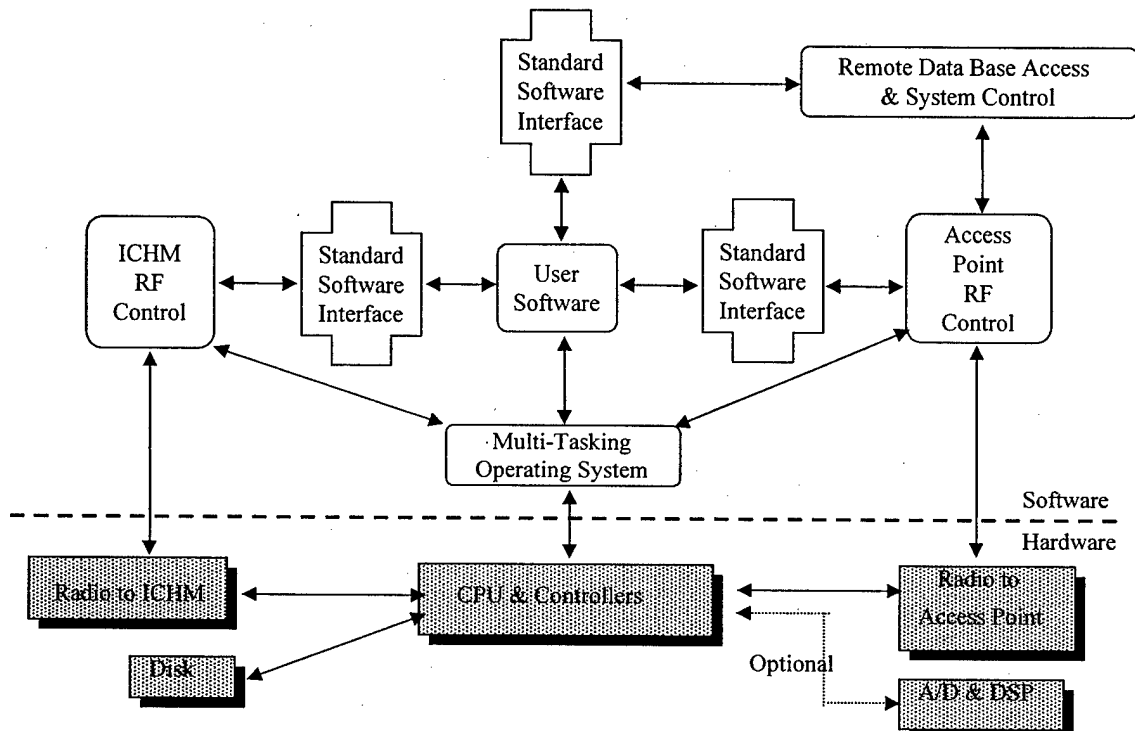 Standard
Software
Interface
Remote Data Base Access
& System Control
ICHM
RF
Control
Standard
Software
Interface
User
Software
Standard
Software
Interface
Access
Point
RF
Control
Multi-Tasking
Operating System
Software
Hardware
Radio to ICHM
CPU & Controllers
Radio to
Access Point
Disk
Optional
A/D & DSP